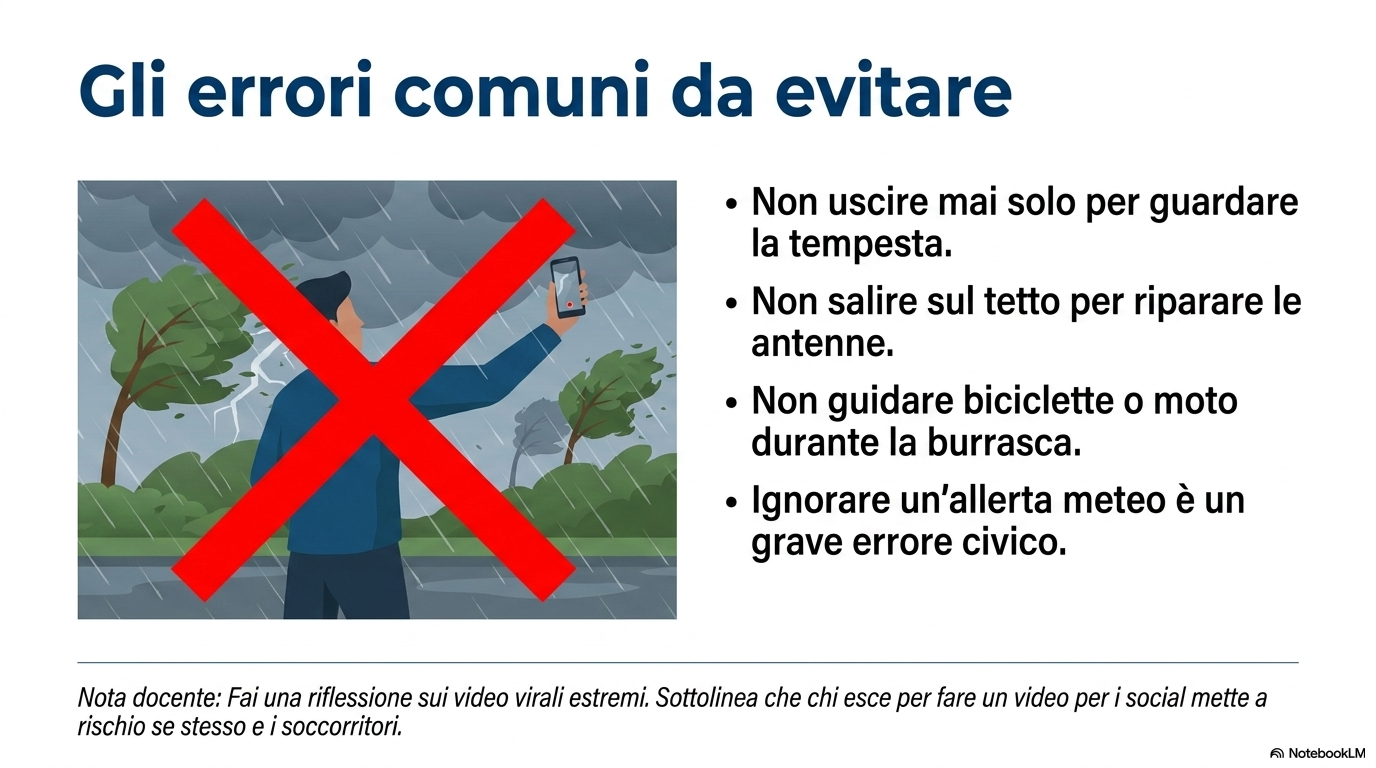 Gli errori comuni da evitare
• Non uscire mai solo per guardare
la tempesta.
• Non salire sul tetto per riparare le
antenne.
• Non guidare biciclette o moto
durante la burrasca.
• Ignorare un’allerta meteo è un
grave errore civico.
Nota docente: Fai una riflessione sui video virali estremi. Sottolinea che chi esce per fare un video per i social mette a
rischio se stesso e i soccorritori.
NotebookLM